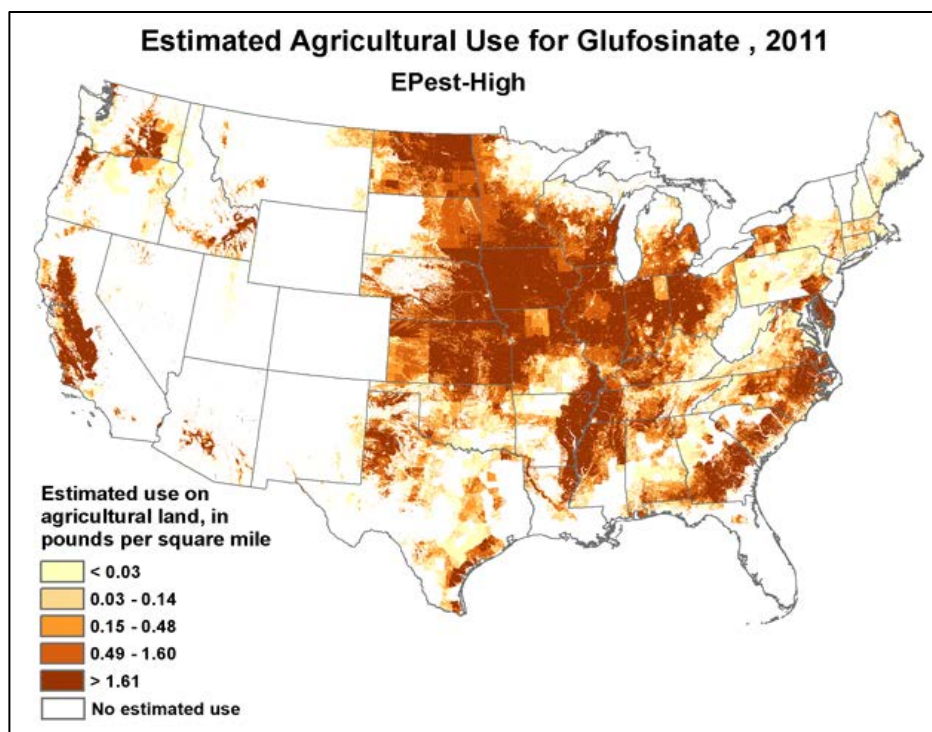 Estimated Agricultural Use for Glufosinate , 2011
EPest-High
Estimated use on
agricultural land, in
pounds per square mile
< 0.03
0.03 - 0.14
0.15 - 0.48
0.49 - 1.60
> 1.61
No estimated use